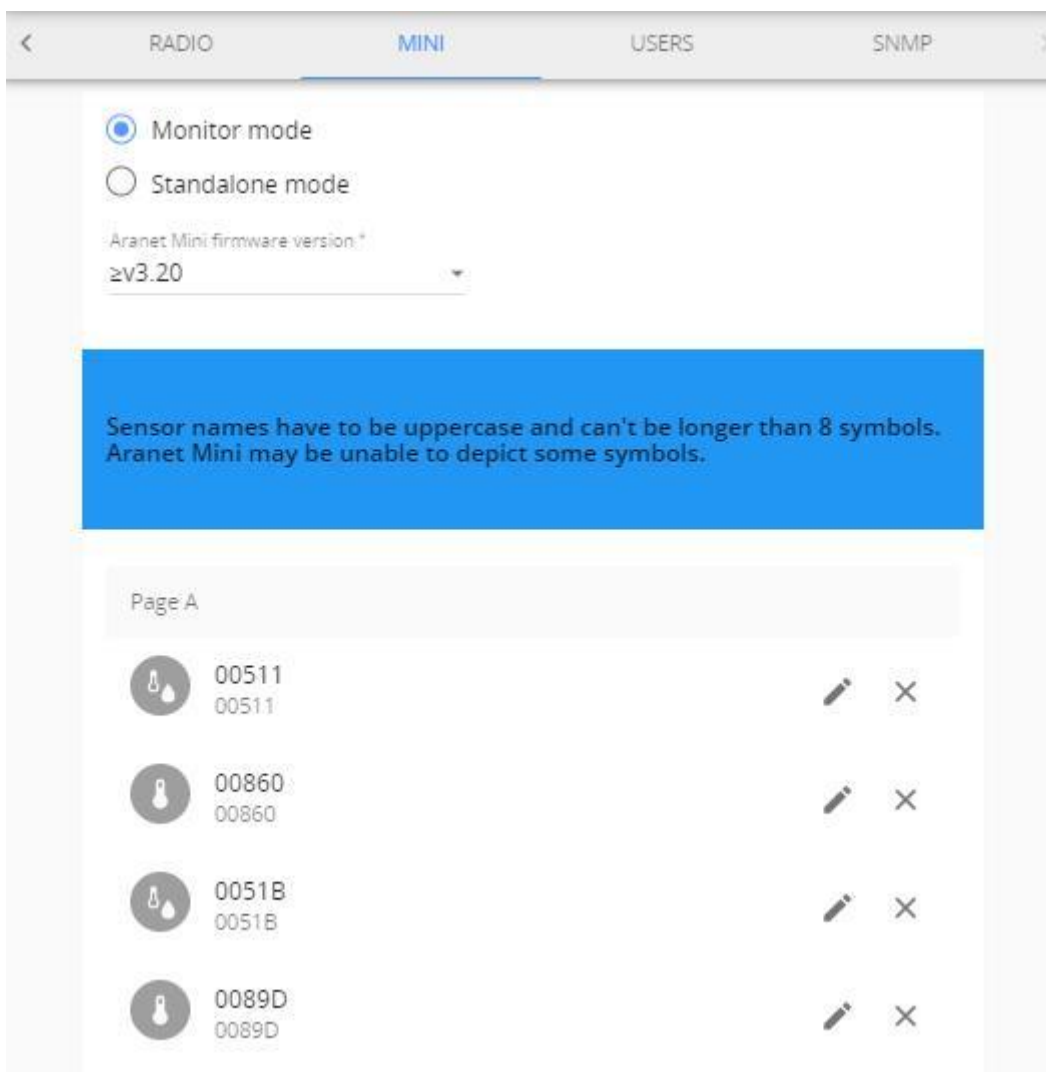 RADIO MINI USERS SNMP
Monitor mode
Standalone mode
Aranet Mini firmware version *
≥v3.20
Sensor names have to be uppercase and can't be longer than 8 symbols.
Aranet Mini may be unable to depict some symbols.
Page A
00511
00511
00860
00860
0051B
0051B
0089D
0089D